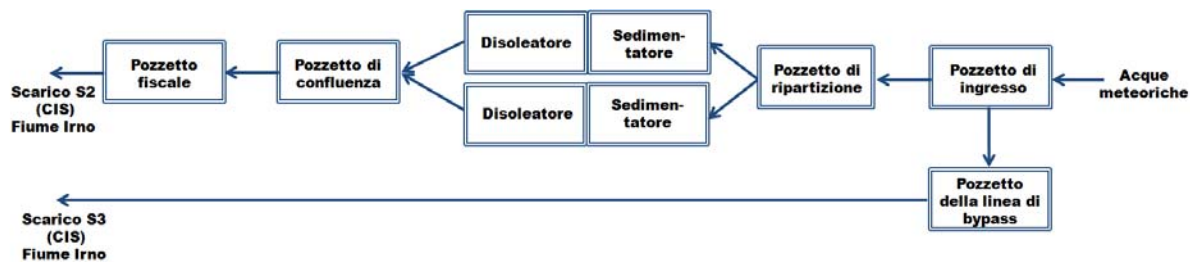 Disoleatore
Sedimen-
tatore
Pozzetto
fiscale
Pozzetto di
confluenza
Pozzetto di
ripartizione
Pozzetto di
ingresso
Acque
meteoriche
Scarico S2
(CIS)
Fiume Irno
Disoleatore
Sedimen-
tatore
Pozzetto
della linea di
bypass
Scarico S3
(CIS)
Fiume Irno